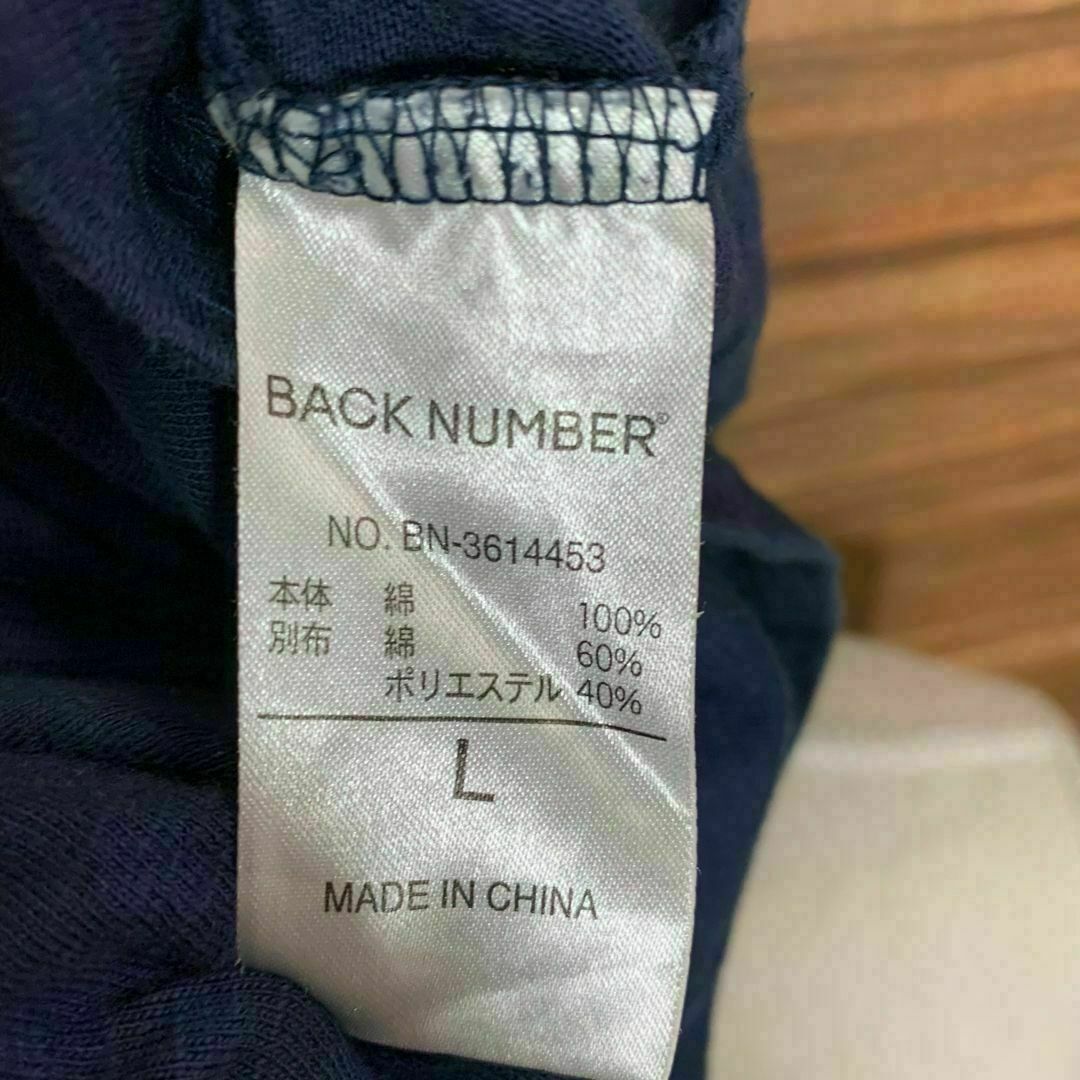 BACK NUMBER®
NO. BN-3614453
本体 綿 100%
別布 綿 60%
ポリエステル 40%
L
MADE IN CHINA